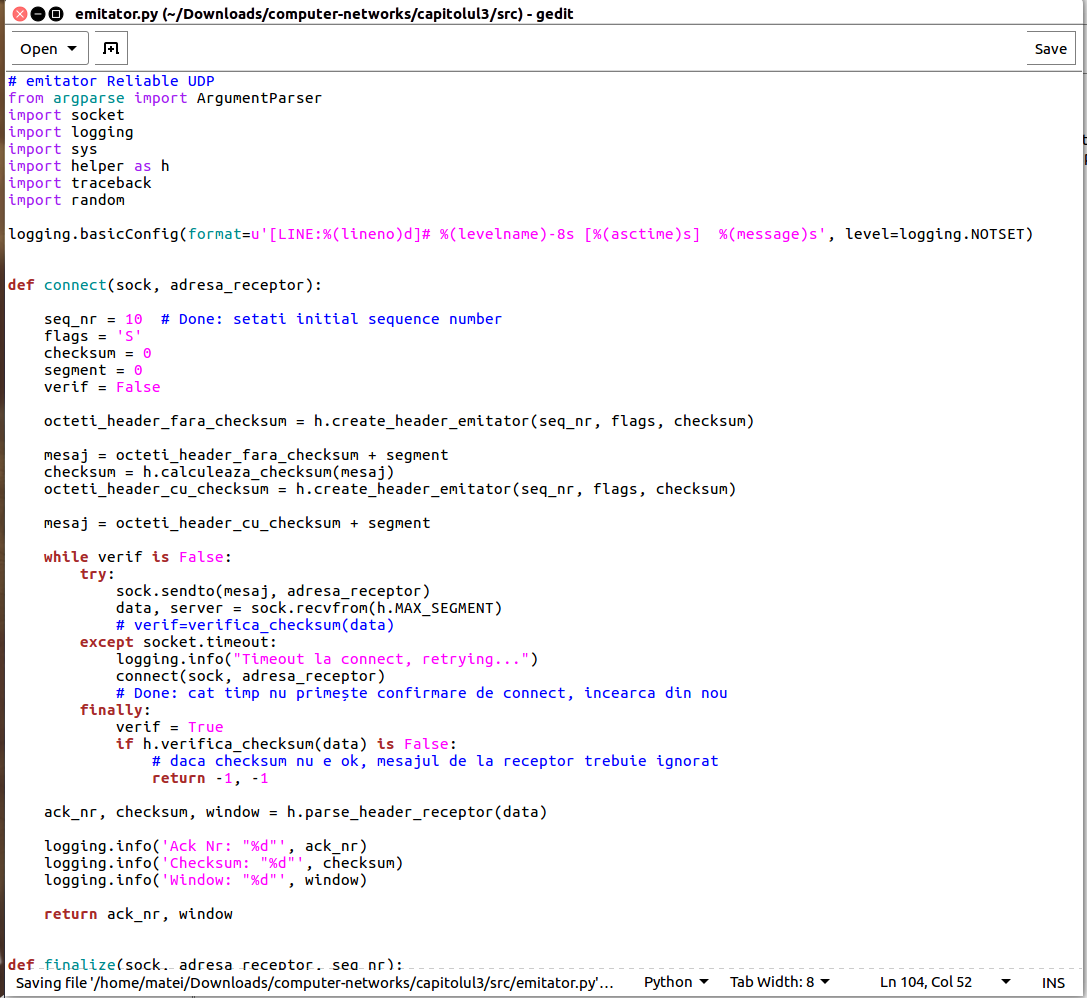 emitator.py (~/Downloads/computer-networks/capitolul3/src) - gedit
Open
Save
# emitator Reliable UDP
from argparse import ArgumentParser
import socket
import logging
import sys
import helper as h
import traceback
import random

logging.basicConfig(format=u'[LINE:%(lineno)d]# %(levelname)-8s [%(asctime)s]  %(message)s', level=logging.NOTSET)


def connect(sock, adresa_receptor):

    seq_nr = 10  # Done: setati initial sequence number
    flags = 'S'
    checksum = 0
    segment = 0
    verif = False

    octeti_header_fara_checksum = h.create_header_emitator(seq_nr, flags, checksum)

    mesaj = octeti_header_fara_checksum + segment
    checksum = h.calculeaza_checksum(mesaj)
    octeti_header_cu_checksum = h.create_header_emitator(seq_nr, flags, checksum)

    mesaj = octeti_header_cu_checksum + segment

    while verif is False:
        try:
            sock.sendto(mesaj, adresa_receptor)
            data, server = sock.recvfrom(h.MAX_SEGMENT)
            # verif=verifica_checksum(data)
        except socket.timeout:
            logging.info("Timeout la connect, retrying...")
            connect(sock, adresa_receptor)
            # Done: cat timp nu primește confirmare de connect, incearca din nou
        finally:
            verif = True
            if h.verifica_checksum(data) is False:
                # daca checksum nu e ok, mesajul de la receptor trebuie ignorat
                return -1, -1

    ack_nr, checksum, window = h.parse_header_receptor(data)

    logging.info('Ack Nr: "%d"', ack_nr)
    logging.info('Checksum: "%d"', checksum)
    logging.info('Window: "%d"', window)

    return ack_nr, window


def finalize(sock, adresa_receptor, seq_nr):
Saving file '/home/matei/Downloads/computer-networks/capitolul3/src/emitator.py'...
Python
Tab Width: 8
Ln 104, Col 52
INS